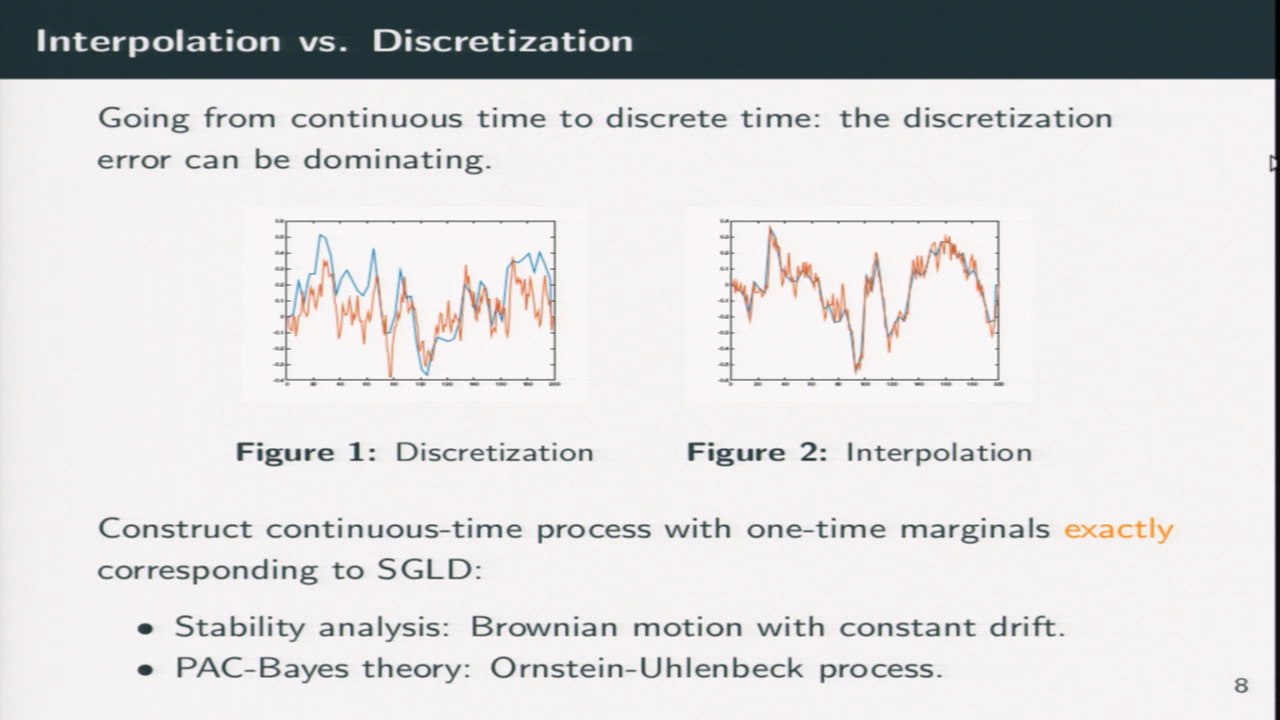 Interpolation vs. Discretization
Going from continuous time to discrete time: the discretization
error can be dominating.
Figure 1: Discretization
Figure 2: Interpolation
Construct continuous-time process with one-time marginals exactly
corresponding to SGLD:
• Stability analysis: Brownian motion with constant drift.
• PAC-Bayes theory: Ornstein-Uhlenbeck process.
8